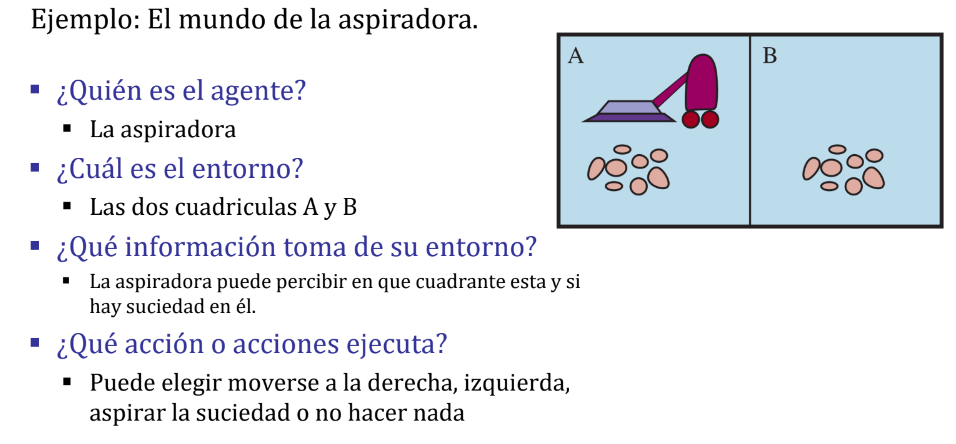 Ejemplo: El mundo de la aspiradora.
▪ ¿Quién es el agente?
▪ La aspiradora
▪ ¿Cuál es el entorno?
▪ Las dos cuadriculas A y B
▪ ¿Qué información toma de su entorno?
▪ La aspiradora puede percibir en que cuadrante esta y si
hay suciedad en él.
▪ ¿Qué acción o acciones ejecuta?
▪ Puede elegir moverse a la derecha, izquierda,
aspirar la suciedad o no hacer nada
A
B